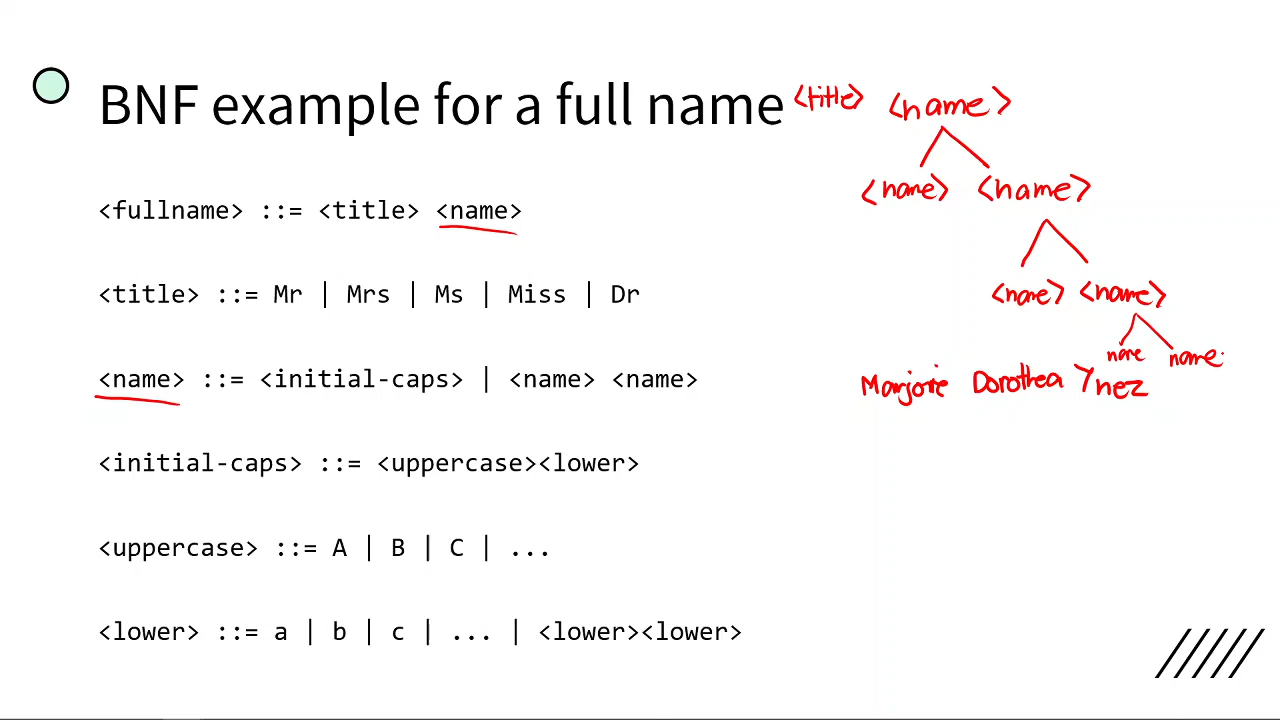 BNF example for a full name <title> <name>
<name> <name>
<fullname> ::= <title> <name>
<title> ::= Mr | Mrs | Ms | Miss | Dr
<name> <name>
name name
<name> ::= <initial-caps> | <name> <name>
Marjorie Dorothea Ynez
<initial-caps> ::= <uppercase><lower>
<uppercase> ::= A | B | C | ...
<lower> ::= a | b | c | ... | <lower><lower>